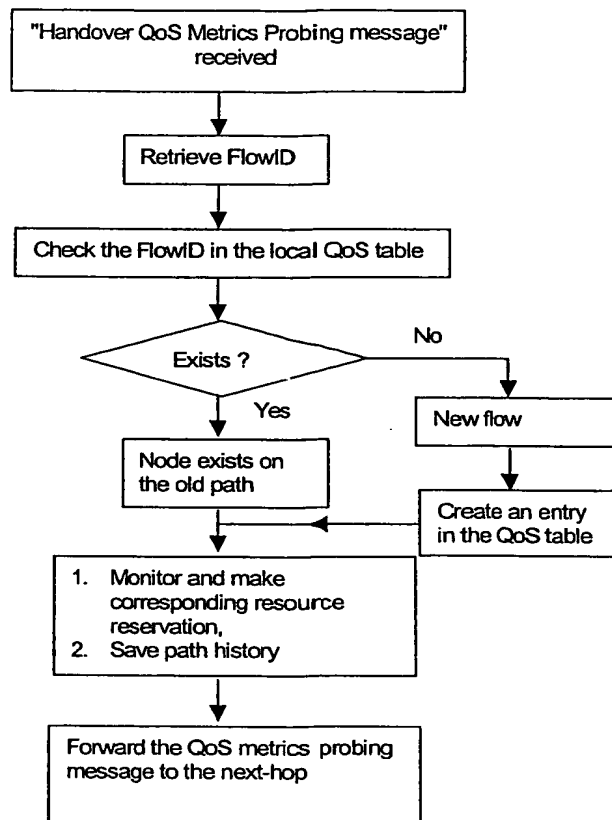 "Handover QoS Metrics Probing message"
received
Retrieve FlowID
Check the FlowID in the local QoS table
Exists ?
No
Yes
New flow
Node exists on
the old path
Create an entry
in the QoS table
1. Monitor and make
corresponding resource
reservation,
2. Save path history
Forward the QoS metrics probing
message to the next-hop